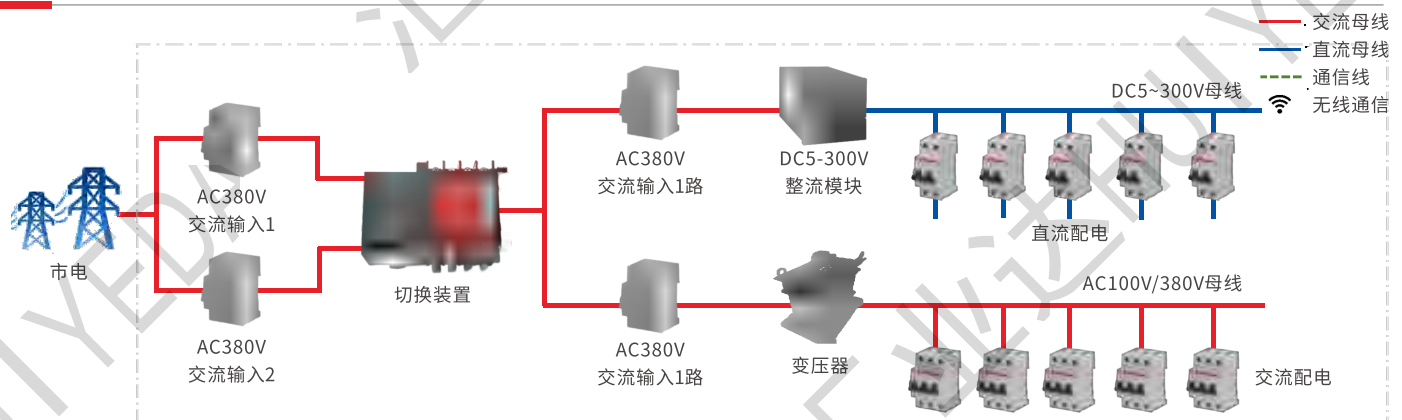 交流母线
直流母线
通信线
无线通信
DC5~300V母线
AC380V
交流输入1
市电
AC380V
交流输入2
切换装置
AC380V
交流输入1路
DC5-300V
整流模块
直流配电
AC100V/380V母线
AC380V
交流输入1路
变压器
交流配电